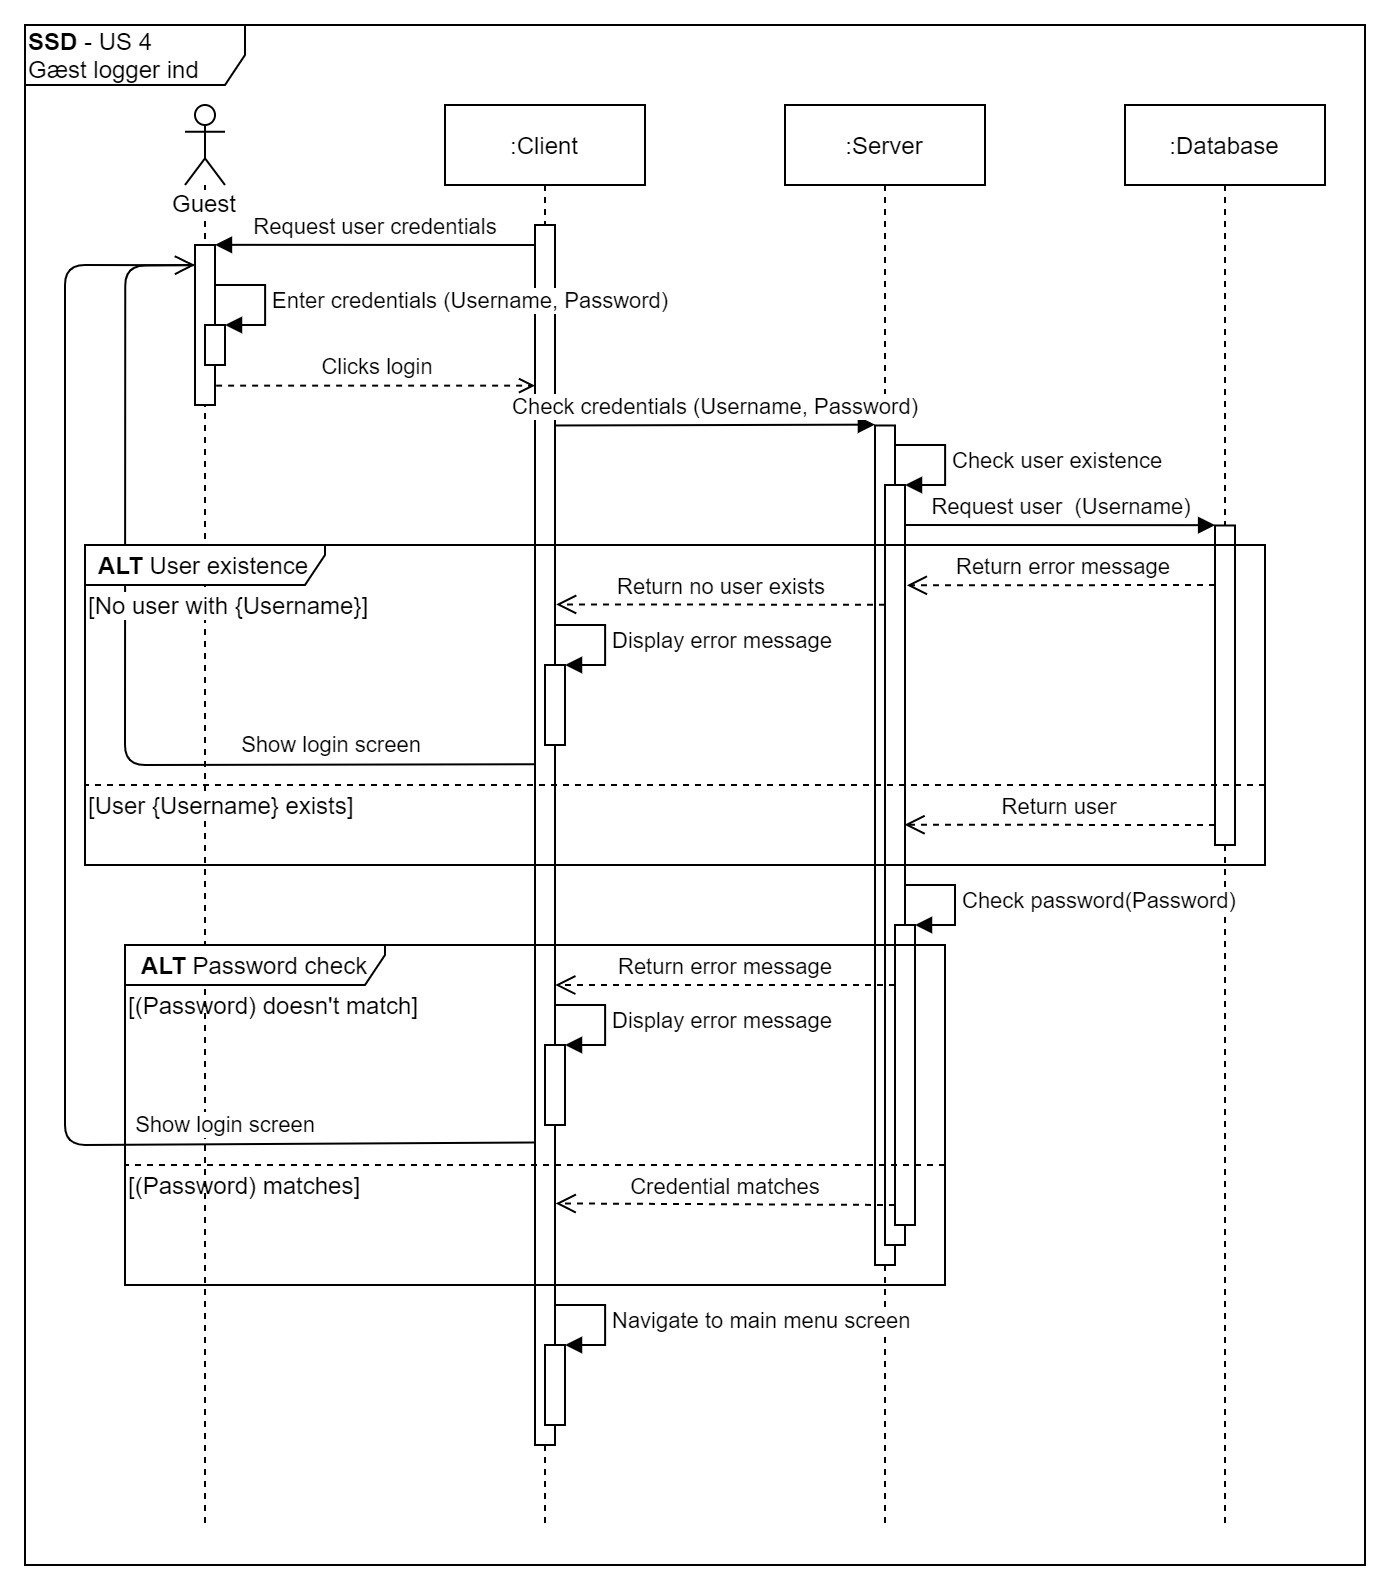 SSD - US 4
Gæst logger ind
:Client
:Server
:Database
Guest
Request user credentials
Enter credentials (Username, Password)
Clicks login
Check credentials (Username, Password)
Check user existence
Request user  (Username)
ALT User existence
Return error message
Return no user exists
[No user with {Username}]
Display error message
Show login screen
[User {Username} exists]
Return user
Check password(Password)
ALT Password check
Return error message
[(Password) doesn't match]
Display error message
Show login screen
[(Password) matches]
Credential matches
Navigate to main menu screen